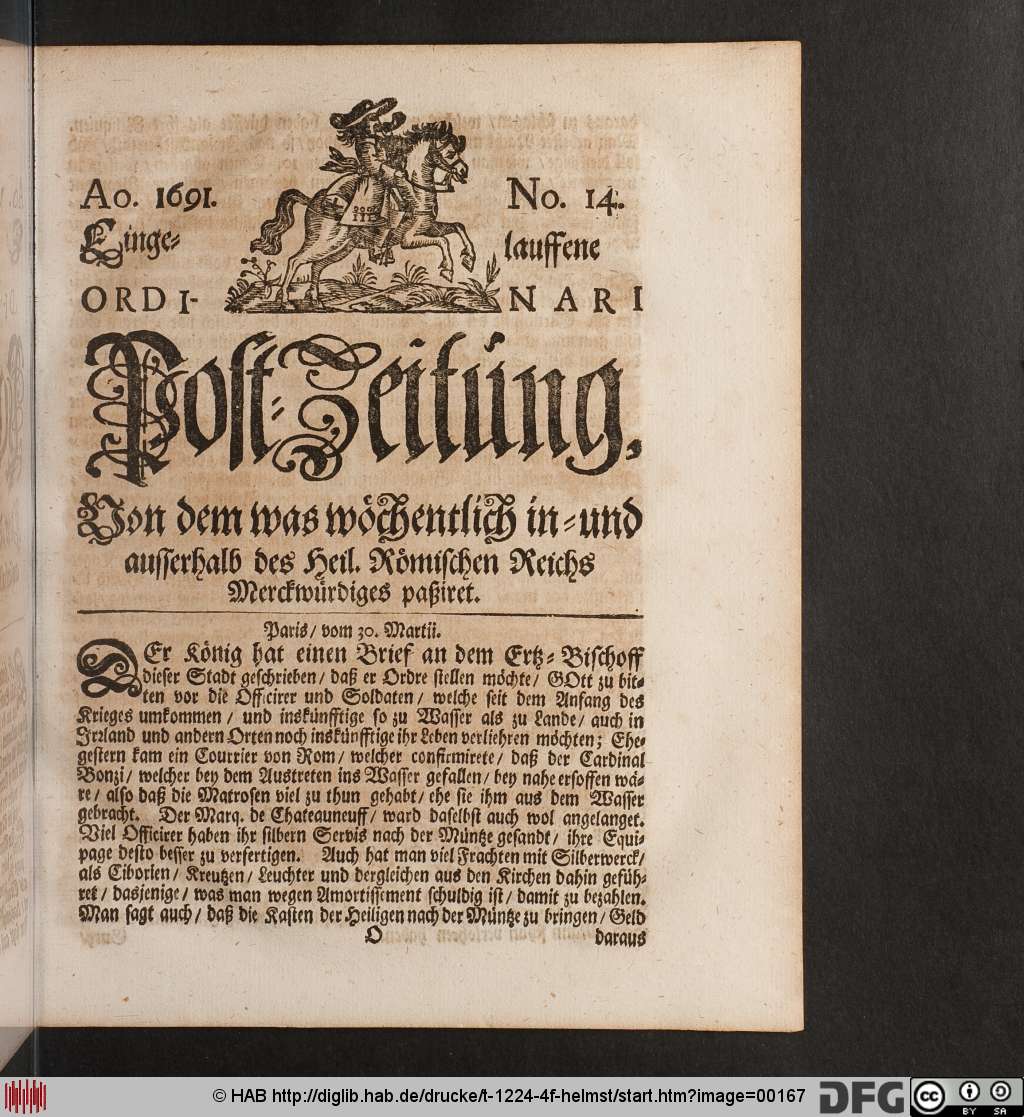 Ao. 1691. No. 14.
Einge- lauffene
ORDI- NARI
Post-Zeitung,
Von dem was wöchentlich in-und
ausserhalb des Heil. Römischen Reichs
Merckwürdiges paßiret.
Paris/ vom 30. Martii.
DEr König hat einen Brief an dem Ertz-Bischoff
dieser Stadt geschrieben/ daß er Ordre stellen möchte/ GOtt zu bit-
ten vor die Officirer und Soldaten/ welche seit dem Anfang des
Krieges umkommen/ und inskünfftige so zu Wasser als zu Lande/ auch in
Irrland und andern Orten noch inskünfftige ihr Leben verliehren möchten; Ehe-
gestern kam ein Courrier von Rom/ welcher confirmirete/ daß der Cardinal
Bonzi/ welcher bey dem Austreten ins Wasser gefallen/ bey nahe ersoffen wä-
re/ also daß die Matrosen viel zu thun gehabt/ ehe sie ihm aus dem Wasser
gebracht. Der Marq. de Chateauneuff/ ward daselbst auch wol angelanget.
Viel Officirer haben ihr silbern Servis nach der Müntze gesandt/ ihre Equi-
page desto besser zu verfertigen. Auch hat man viel Frachten mit Silberwerck/
als Ciborien/ Kreutzen/ Leuchter und dergleichen aus den Kirchen dahin gefüh-
ret/ dasjenige/ was man wegen Amortissement schuldig ist/ damit zu bezahlen.
Man sagt auch/ daß die Kasten der Heiligen nach der Müntze zu bringen/ Geld
O daraus
© HAB http://diglib.hab.de/drucke/t-1224-4f-helmst/start.htm?image=00167
DFG
cc BY SA